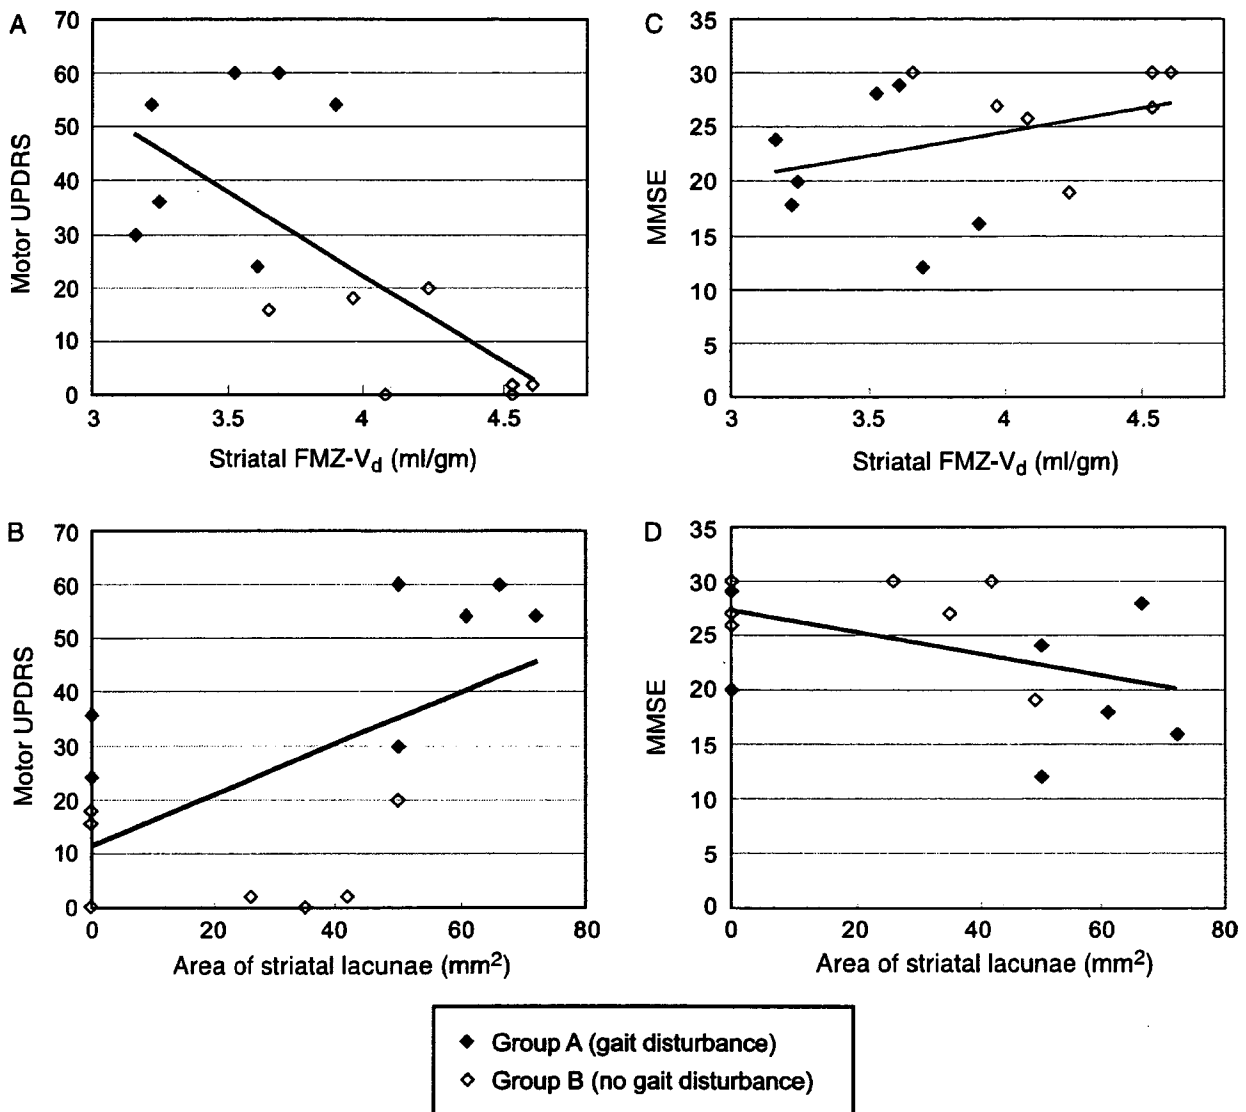 A
70
60
50
40
30
20
10
0
Motor UPDRS
3 3.5 4 4.5
Striatal FMZ-Vd (ml/gm)
C
35
30
25
20
15
10
5
0
MMSE
3 3.5 4 4.5
Striatal FMZ-Vd (ml/gm)
B
70
60
50
40
30
20
10
0
Motor UPDRS
0 20 40 60 80
Area of striatal lacunae (mm²)
D
35
30
25
20
15
10
5
0
MMSE
0 20 40 60 80
Area of striatal lacunae (mm²)
Group A (gait disturbance)
Group B (no gait disturbance)